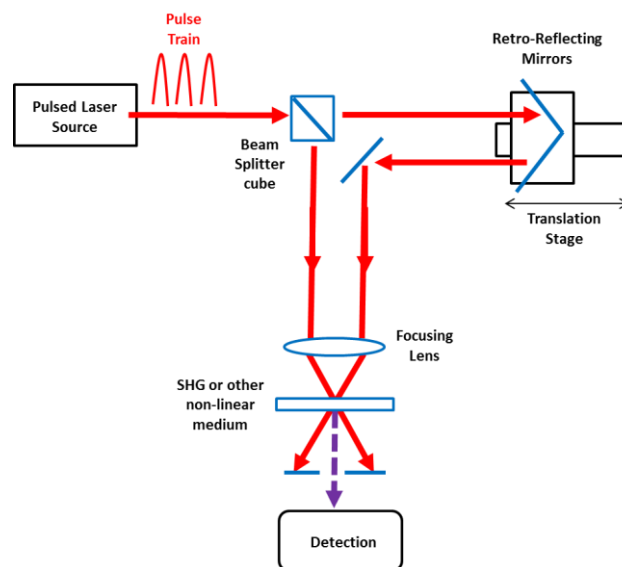 Pulse
Train
Retro-Reflecting
Mirrors
Pulsed Laser
Source
Beam
Splitter
cube
Translation
Stage
Focusing
Lens
SHG or other
non-linear
medium
Detection